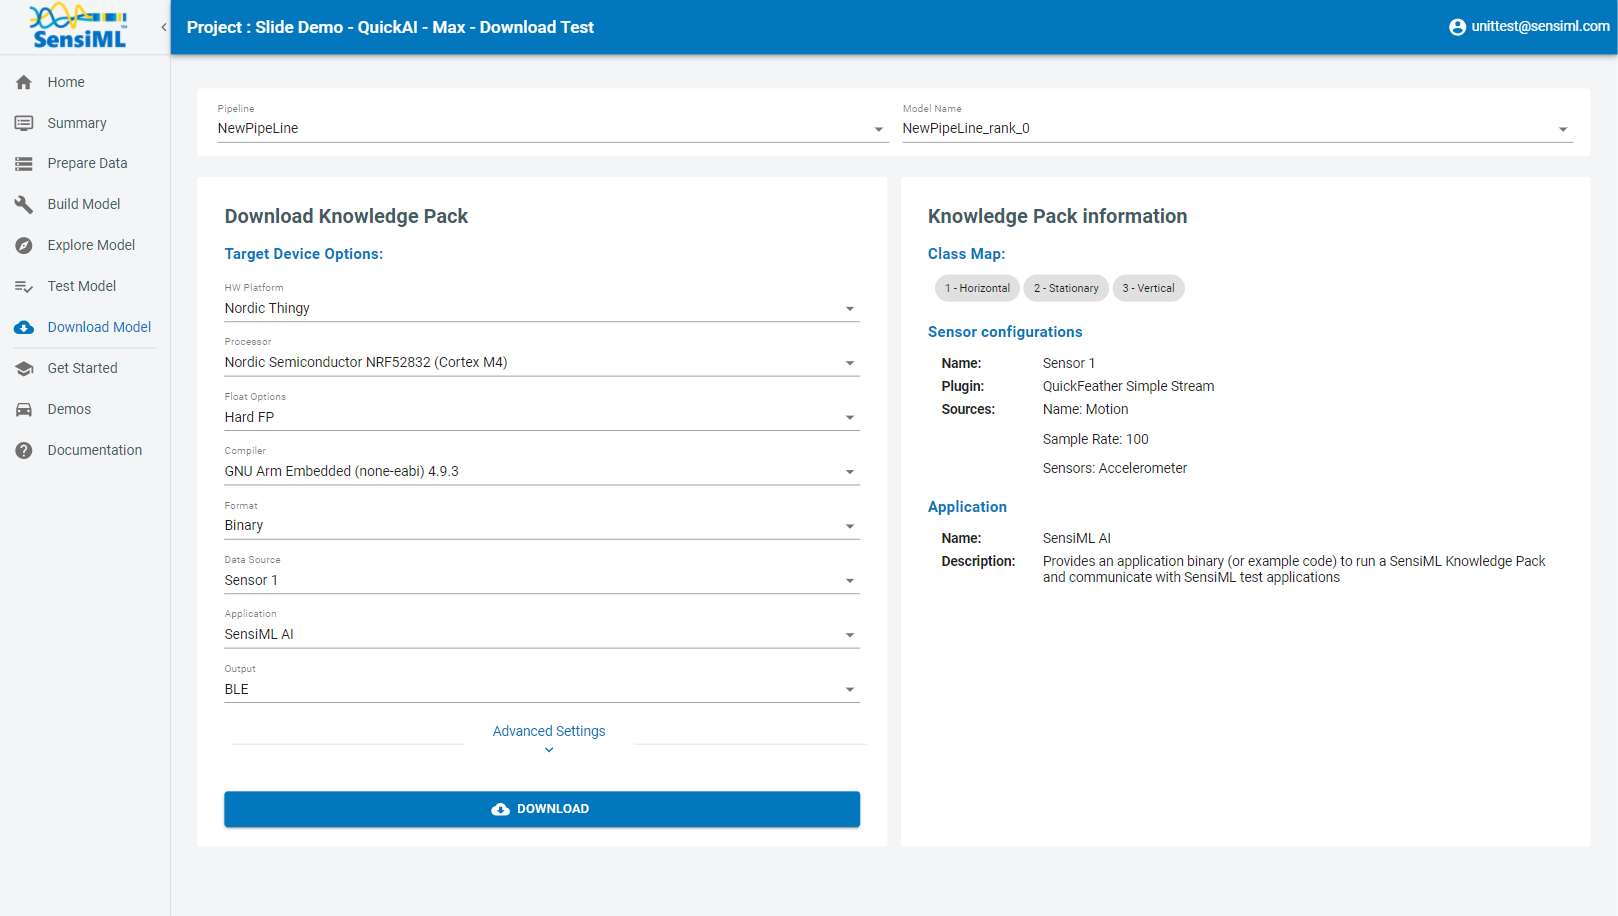 SensiML
Project : Slide Demo - QuickAI - Max - Download Test
unittest@sensiml.com
Home
Summary
Prepare Data
Build Model
Explore Model
Test Model
Download Model
Get Started
Demos
Documentation
Pipeline
NewPipeLine
Model Name
NewPipeLine_rank_0
Download Knowledge Pack
Target Device Options:
HW Platform
Nordic Thingy
Processor
Nordic Semiconductor NRF52832 (Cortex M4)
Float Options
Hard FP
Compiler
GNU Arm Embedded (none-eabi) 4.9.3
Format
Binary
Data Source
Sensor 1
Application
SensiML AI
Output
BLE
Advanced Settings
DOWNLOAD
Knowledge Pack information
Class Map:
1 - Horizontal
2 - Stationary
3 - Vertical
Sensor configurations
Name: Sensor 1
Plugin: QuickFeather Simple Stream
Sources: Name: Motion
Sample Rate: 100
Sensors: Accelerometer
Application
Name: SensiML AI
Description: Provides an application binary (or example code) to run a SensiML Knowledge Pack
and communicate with SensiML test applications